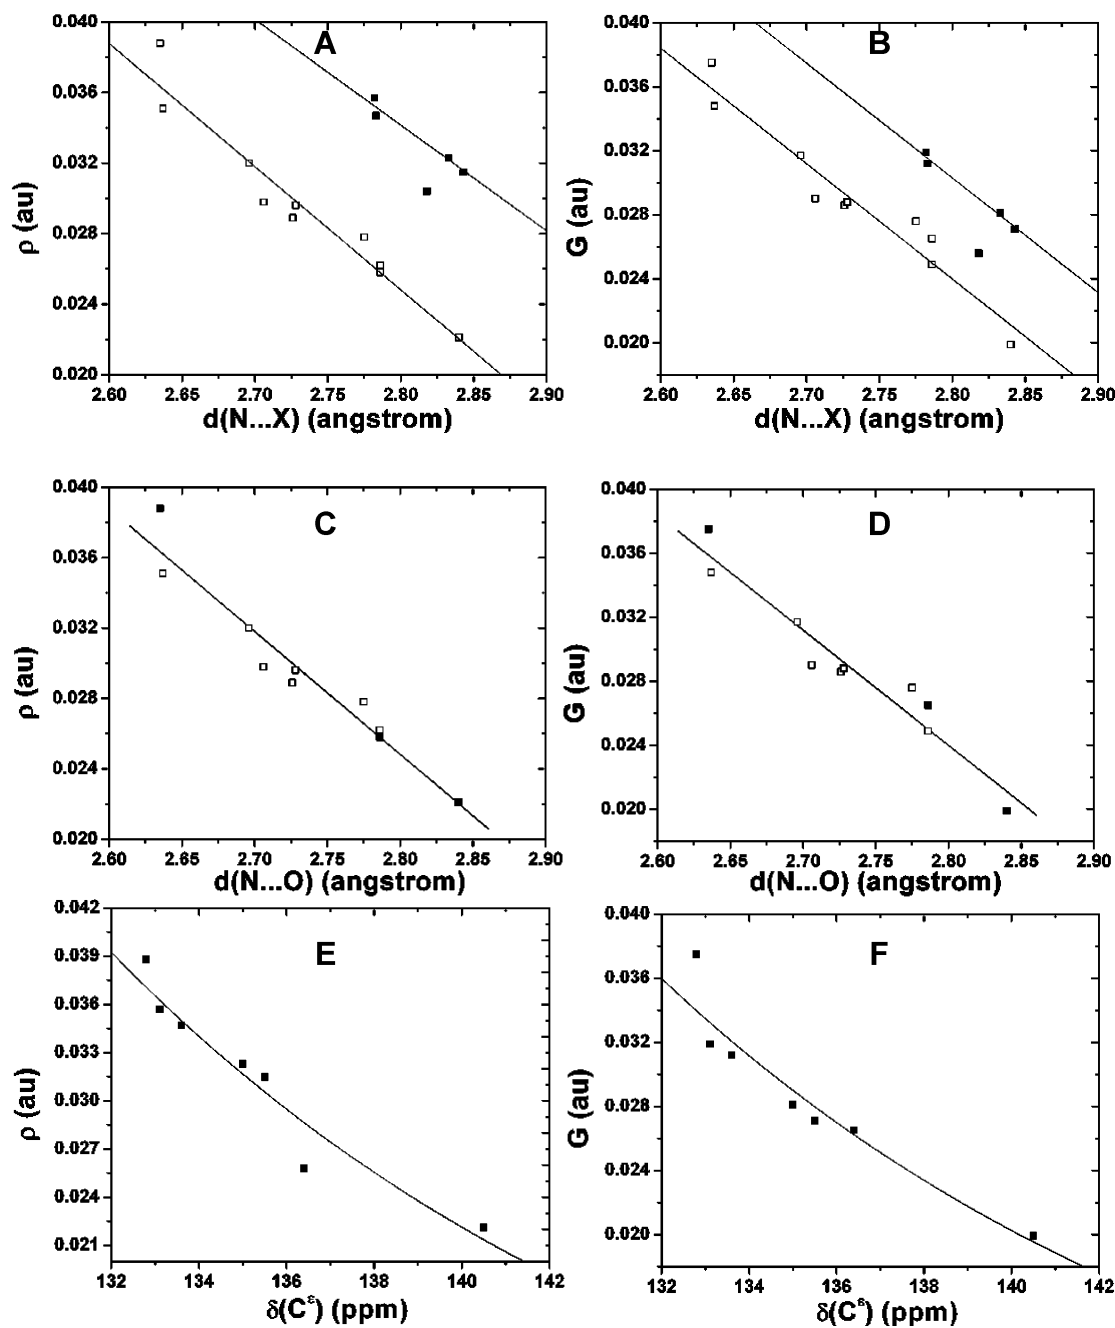 A
0.040
0.036
0.032
0.028
0.024
0.020
ρ (au)
2.60 2.65 2.70 2.75 2.80 2.85 2.90
d(N...X) (angstrom)
B
0.040
0.036
0.032
0.028
0.024
0.020
G (au)
2.60 2.65 2.70 2.75 2.80 2.85 2.90
d(N...X) (angstrom)
C
0.040
0.036
0.032
0.028
0.024
0.020
ρ (au)
2.60 2.65 2.70 2.75 2.80 2.85 2.90
d(N...O) (angstrom)
D
0.040
0.036
0.032
0.028
0.024
0.020
G (au)
2.60 2.65 2.70 2.75 2.80 2.85 2.90
d(N...O) (angstrom)
E
0.042
0.039
0.036
0.033
0.030
0.027
0.024
0.021
ρ (au)
132 134 136 138 140 142
δ(C^ε) (ppm)
F
0.040
0.036
0.032
0.028
0.024
0.020
G (au)
132 134 136 138 140 142
δ(C^ε) (ppm)